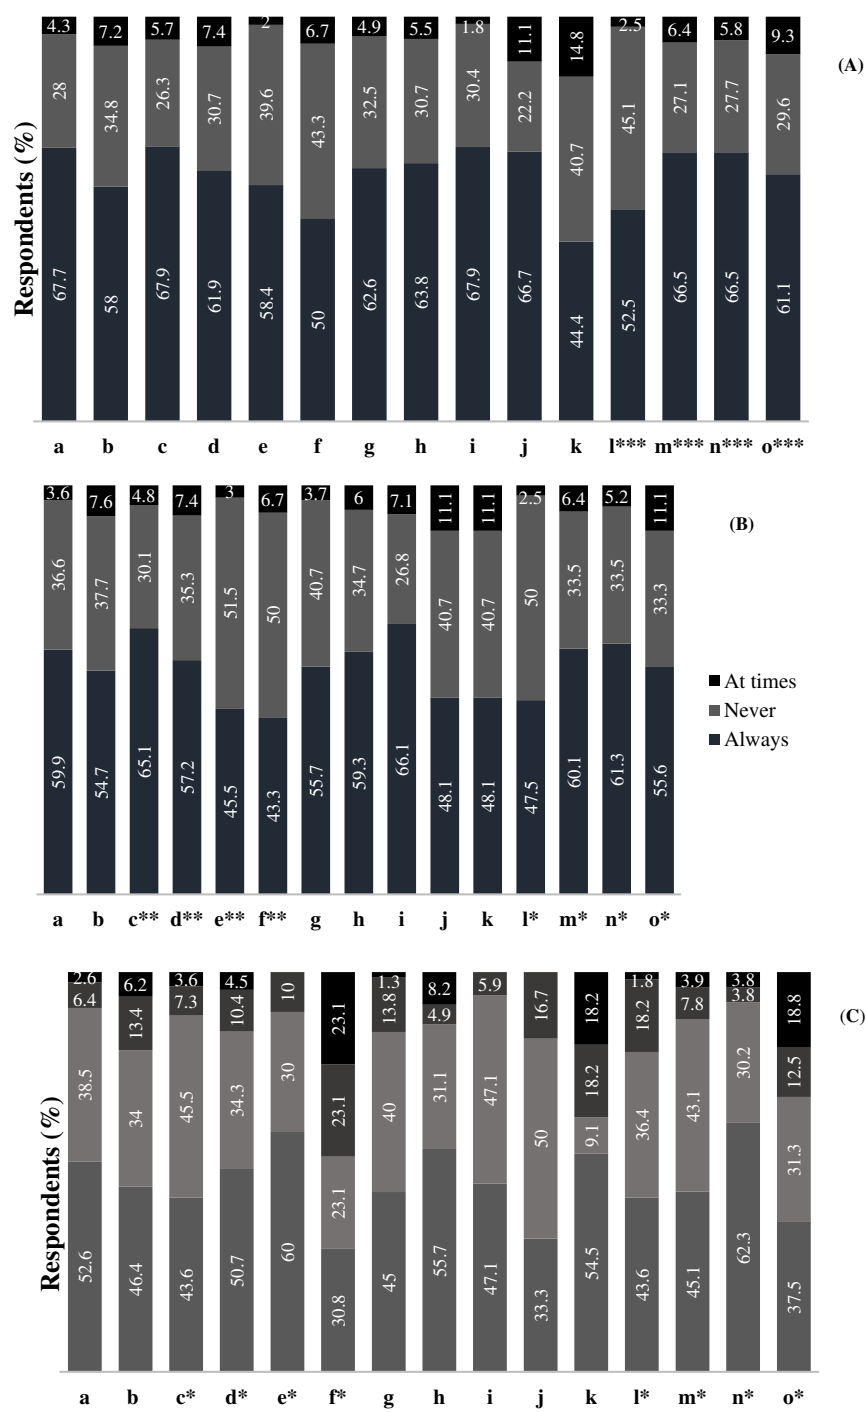 4.3 7.2 5.7 7.4 2 6.7 4.9 5.5 1.8 11.1 14.8 2.5 6.4 5.8 9.3
(A)
28 34.8 26.3 30.7 39.6 43.3 32.5 30.7 30.4 22.2 40.7 45.1 27.1 27.7 29.6
Respondents (%)
67.7 58 67.9 61.9 58.4 50 62.6 63.8 67.9 66.7 44.4 52.5 66.5 66.5 61.1
a b c d e f g h i j k l*** m*** n*** o***
3.6 7.6 4.8 7.4 3 6.7 3.7 6 7.1 11.1 11.1 2.5 6.4 5.2 11.1
(B)
36.6 37.7 30.1 35.3 51.5 50 40.7 34.7 26.8 40.7 40.7 50 33.5 33.5 33.3
At times
Never
Always
59.9 54.7 65.1 57.2 45.5 43.3 55.7 59.3 66.1 48.1 48.1 47.5 60.1 61.3 55.6
a b c** d** e** f** g h i j k l* m* n* o*
2.6 6.2 3.6 4.5 23.1 8.2 18.2 1.8 3.9 3.8 18.8
(C)
6.4 13.4 7.3 10.4 10 23.1 1.3 13.8 4.9 5.9 16.7 18.2 18.2 7.8 3.8 12.5
38.5 34 45.5 34.3 30 23.1 40 31.1 47.1 50 9.1 36.4 43.1 30.2 31.3
Respondents (%)
52.6 46.4 43.6 50.7 60 30.8 45 55.7 47.1 33.3 54.5 43.6 45.1 62.3 37.5
a b c* d* e* f* g h i j k l* m* n* o*